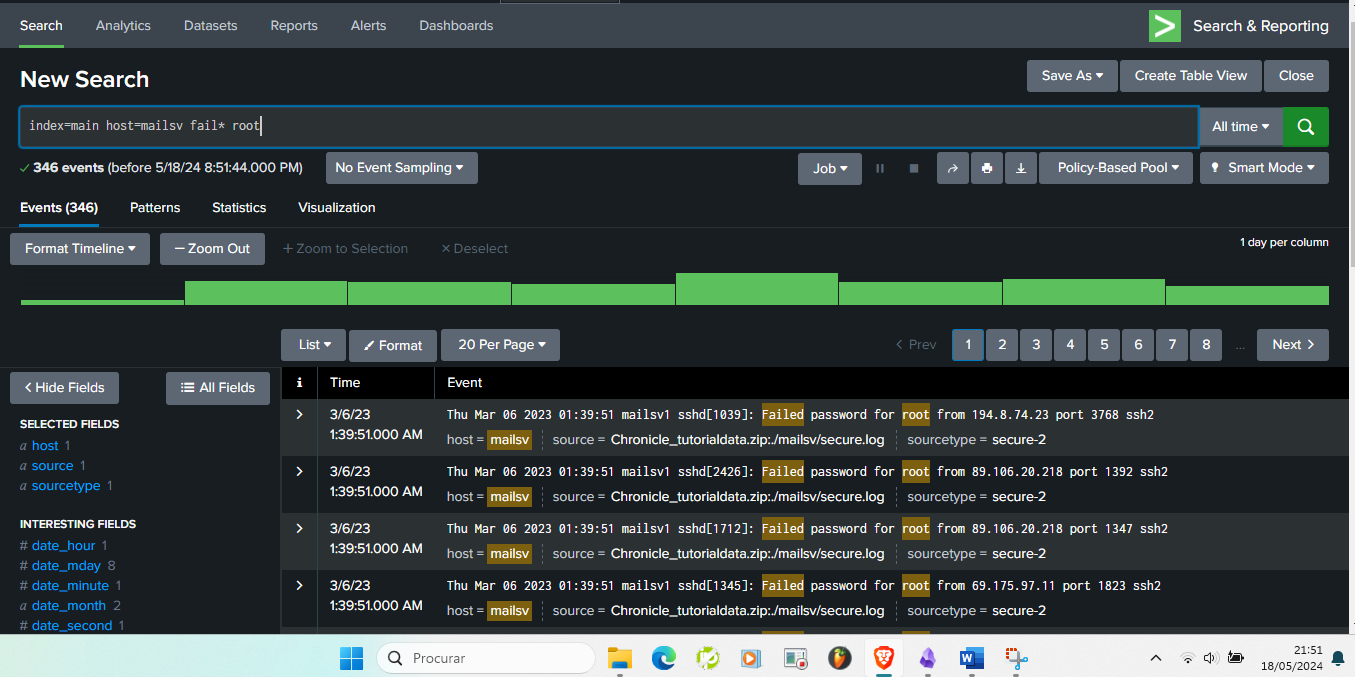 Search Analytics Datasets Reports Alerts Dashboards > Search & Reporting
New Search Save As ▾ Create Table View Close
index=main host=mailsv fail* root All time ▾
✓ 346 events (before 5/18/24 8:51:44.000 PM) No Event Sampling ▾ Job ▾ Policy-Based Pool ▾ Smart Mode ▾
Events (346) Patterns Statistics Visualization
Format Timeline ▾ — Zoom Out + Zoom to Selection × Deselect 1 day per column
List ▾ Format 20 Per Page ▾ < Prev 1 2 3 4 5 6 7 8 ... Next >
< Hide Fields All Fields i Time Event
SELECTED FIELDS
a host 1
a source 1
a sourcetype 1
INTERESTING FIELDS
# date_hour 1
# date_mday 8
# date_minute 1
a date_month 2
# date_second 1
> 3/6/23 Thu Mar 06 2023 01:39:51 mailsv1 sshd[1039]: Failed password for root from 194.8.74.23 port 3768 ssh2
1:39:51.000 AM host = mailsv source = Chronicle_tutorialdata.zip:./mailsv/secure.log sourcetype = secure-2
> 3/6/23 Thu Mar 06 2023 01:39:51 mailsv1 sshd[2426]: Failed password for root from 89.106.20.218 port 1392 ssh2
1:39:51.000 AM host = mailsv source = Chronicle_tutorialdata.zip:./mailsv/secure.log sourcetype = secure-2
> 3/6/23 Thu Mar 06 2023 01:39:51 mailsv1 sshd[1712]: Failed password for root from 89.106.20.218 port 1347 ssh2
1:39:51.000 AM host = mailsv source = Chronicle_tutorialdata.zip:./mailsv/secure.log sourcetype = secure-2
> 3/6/23 Thu Mar 06 2023 01:39:51 mailsv1 sshd[1345]: Failed password for root from 69.175.97.11 port 1823 ssh2
1:39:51.000 AM host = mailsv source = Chronicle_tutorialdata.zip:./mailsv/secure.log sourcetype = secure-2
Procurar W 21:51
18/05/2024